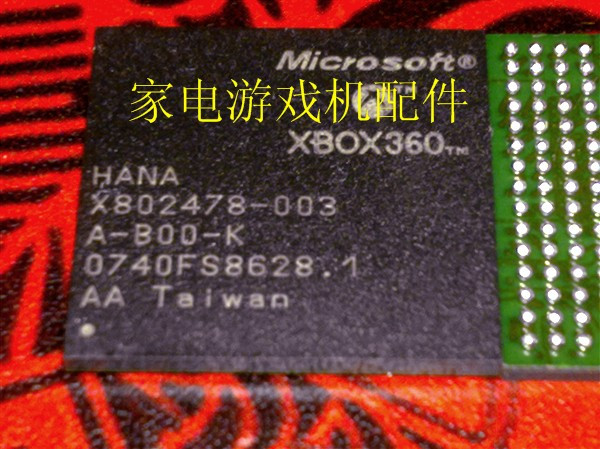 Microsoft®
家电游戏机配件
XBOX360™
HANA
X802478-003
A-B00-K
0740FS8628.1
AA Taiwan